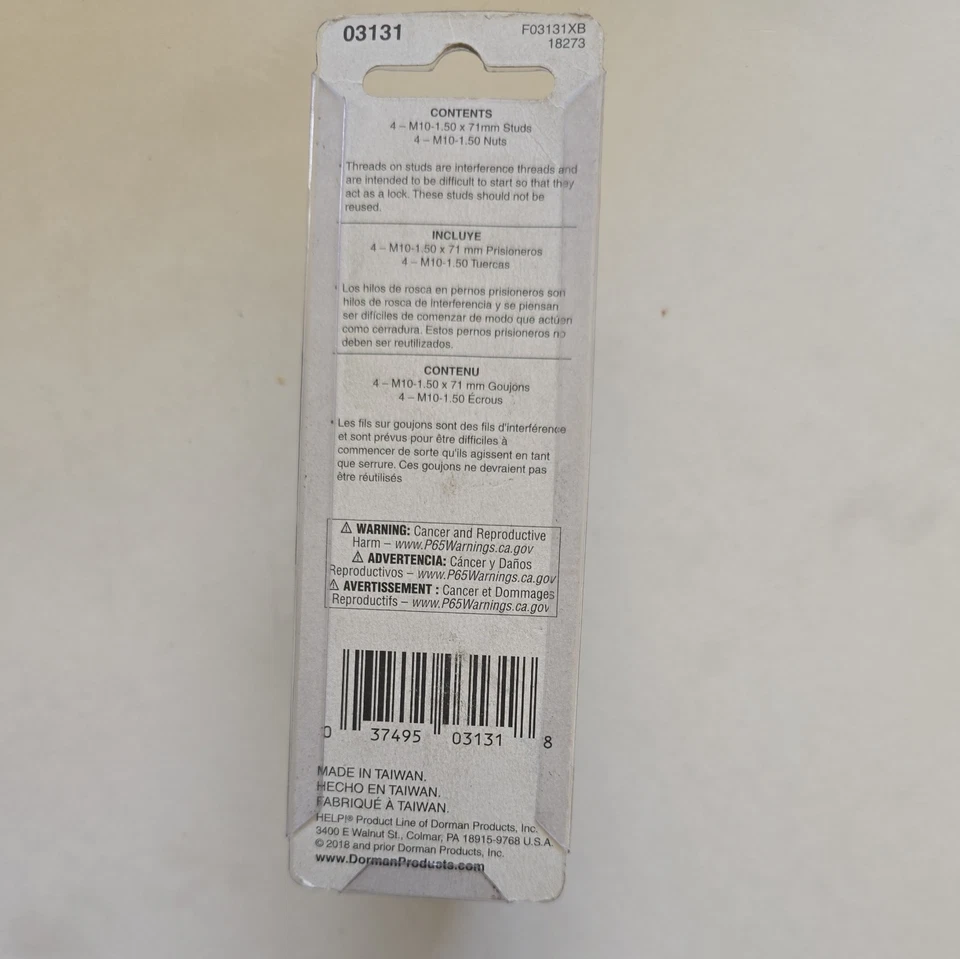 03131
F03131XB
18273
CONTENTS
4 – M10-1.50 x 71mm Studs
4 – M10-1.50 Nuts
• Threads on studs are interference threads and
are intended to be difficult to start so that they
act as a lock. These studs should not be
reused.
INCLUYE
4 – M10-1.50 x 71 mm Prisioneros
4 – M10-1.50 Tuercas
• Los hilos de rosca en pernos prisioneros son
hilos de rosca de interferencia y se piensan
ser difíciles de comenzar de modo que actúen
como cerradura. Estos pernos prisioneros no
deben ser reutilizados.
CONTENU
4 – M10-1.50 x 71 mm Goujons
4 – M10-1.50 Écrous
• Les fils sur goujons sont des fils d'interférence
et sont prévus pour être difficiles à
commencer de sorte qu'ils agissent en tant
que serrure. Ces goujons ne devraient pas
être réutilisés
⚠ WARNING: Cancer and Reproductive
Harm – www.P65Warnings.ca.gov
⚠ ADVERTENCIA: Cáncer y Daños
Reproductivos – www.P65Warnings.ca.gov
⚠ AVERTISSEMENT : Cancer et Dommages
Reproductifs – www.P65Warnings.ca.gov
0 37495 03131 8
MADE IN TAIWAN.
HECHO EN TAIWAN.
FABRIQUÉ À TAIWAN.
HELP!® Product Line of Dorman Products, Inc.
3400 E Walnut St., Colmar, PA 18915-9768 U.S.A.
© 2018 and prior Dorman Products, Inc.
www.DormanProducts.com